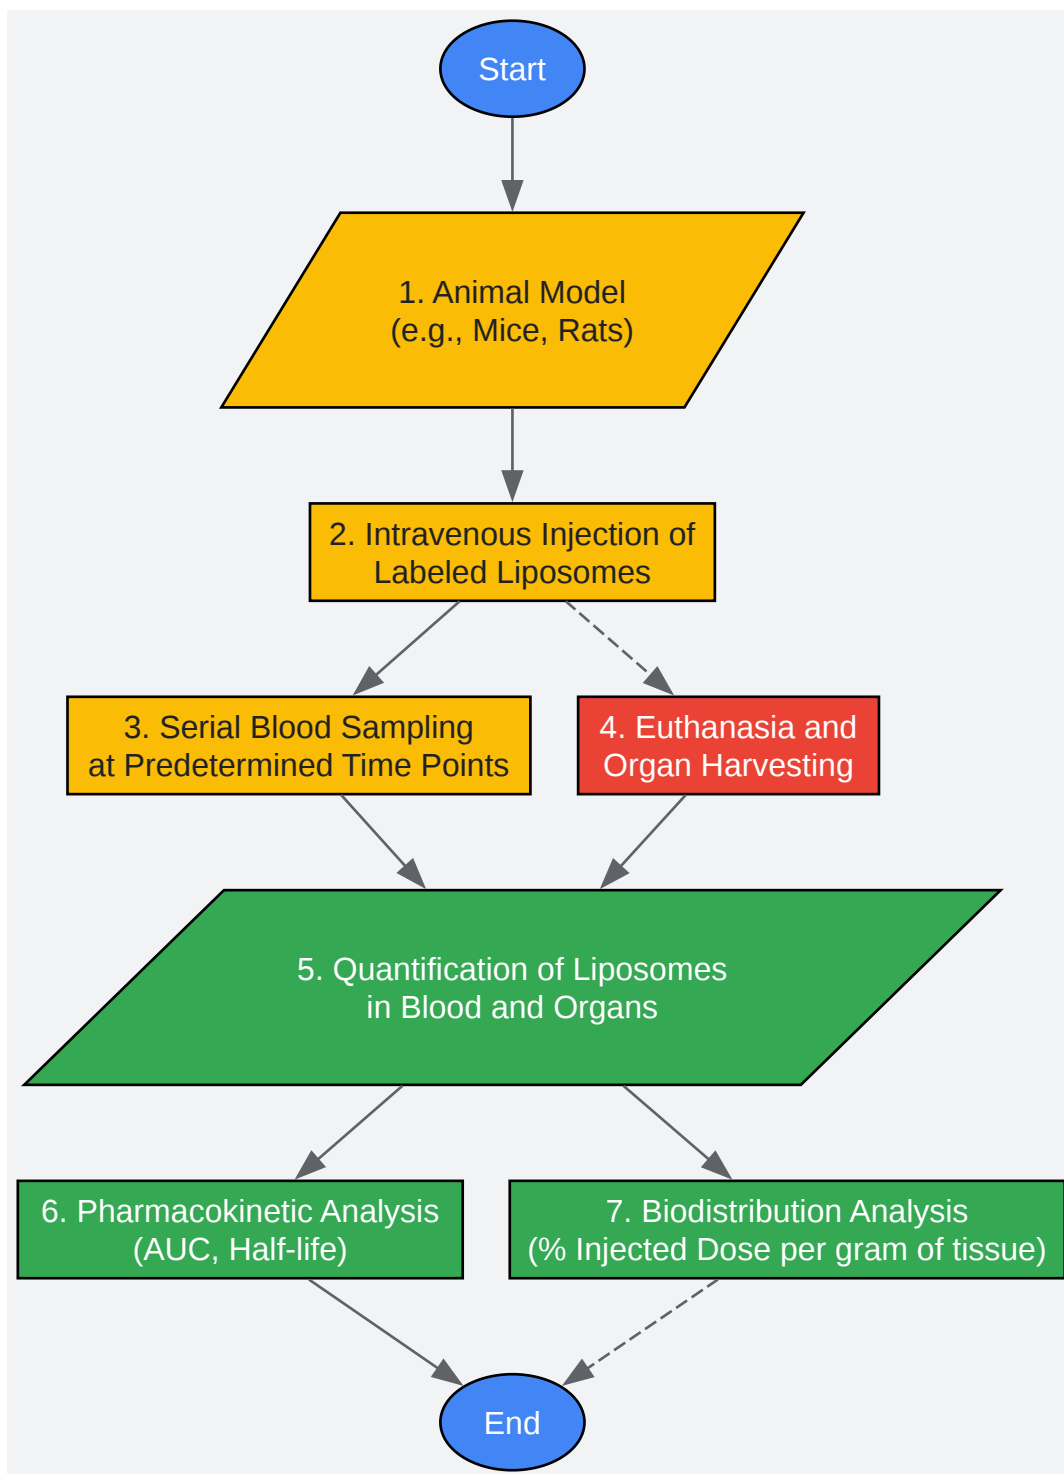 Start
1. Animal Model
(e.g., Mice, Rats)
2. Intravenous Injection of
Labeled Liposomes
3. Serial Blood Sampling
at Predetermined Time Points
4. Euthanasia and
Organ Harvesting
5. Quantification of Liposomes
in Blood and Organs
6. Pharmacokinetic Analysis
(AUC, Half-life)
7. Biodistribution Analysis
(% Injected Dose per gram of tissue)
End